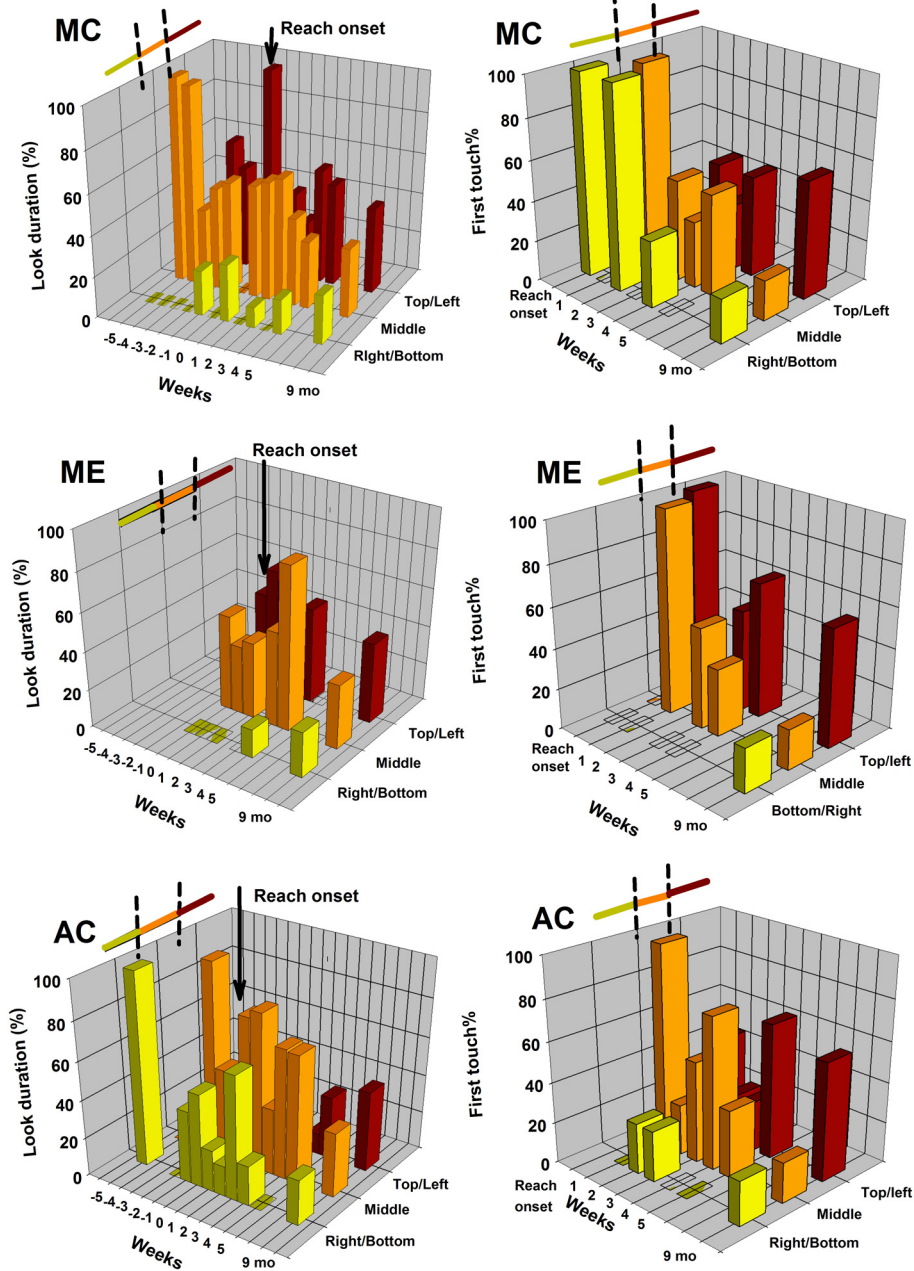 MC
Reach onset
Look duration (%)
100
80
60
40
20
0
-5
-4
-3
-2
-1
0
1
2
3
4
5
9 mo
Weeks
Top/Left
Middle
RIght/Bottom
MC
First touch%
100
80
60
40
20
0
Reach
onset
1
2
3
4
5
9 mo
Weeks
Top/Left
Middle
Right/Bottom
ME
Reach onset
Look duration (%)
100
80
60
40
20
0
-5
-4
-3
-2
-1
0
1
2
3
4
5
9 mo
Weeks
Top/Left
Middle
Right/Bottom
ME
First touch%
100
80
60
40
20
0
Reach
onset
1
2
3
4
5
9 mo
Weeks
Top/left
Middle
Bottom/Right
AC
Reach onset
Look duration (%)
100
80
60
40
20
0
-5
-4
-3
-2
-1
0
1
2
3
4
5
9 mo
Weeks
Top/Left
Middle
Right/Bottom
AC
First touch%
100
80
60
40
20
0
Reach
onset
1
2
3
4
5
9 mo
Weeks
Top/left
Middle
Right/Bottom